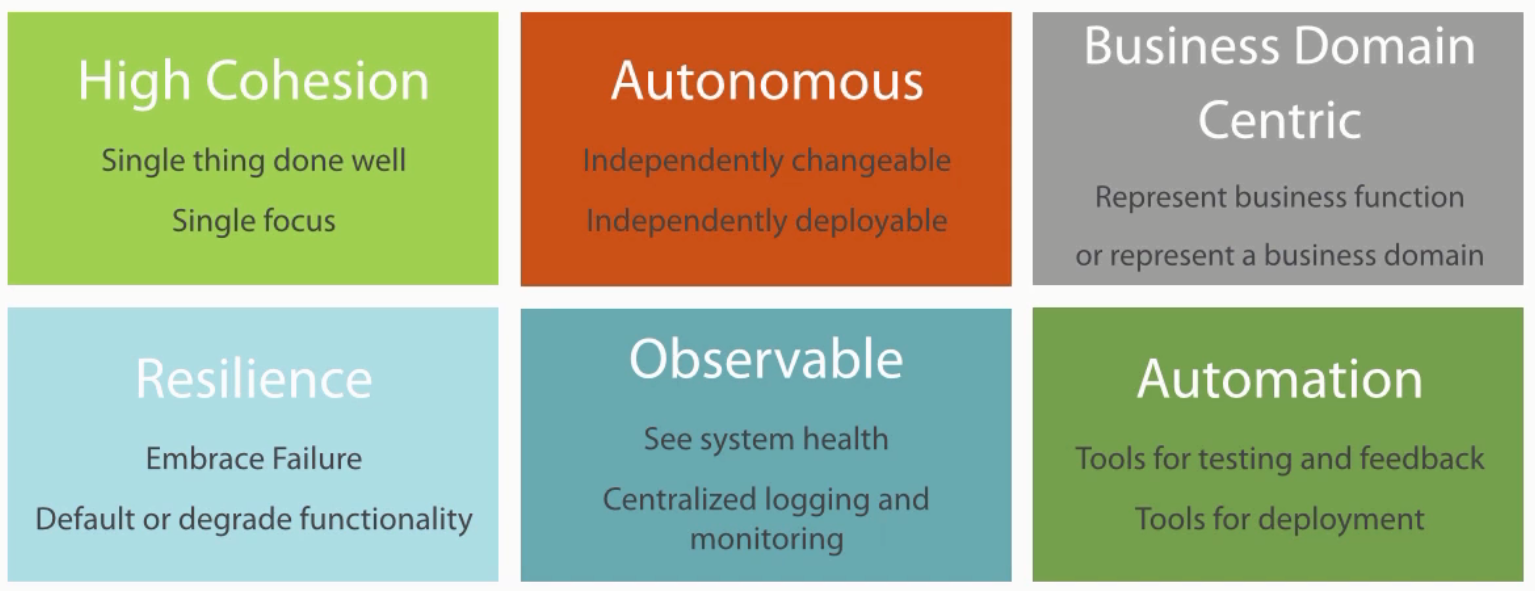 High Cohesion
Single thing done well
Single focus
Autonomous
Independently changeable
Independently deployable
Business Domain
Centric
Represent business function
or represent a business domain
Resilience
Embrace Failure
Default or degrade functionality
Observable
See system health
Centralized logging and
monitoring
Automation
Tools for testing and feedback
Tools for deployment